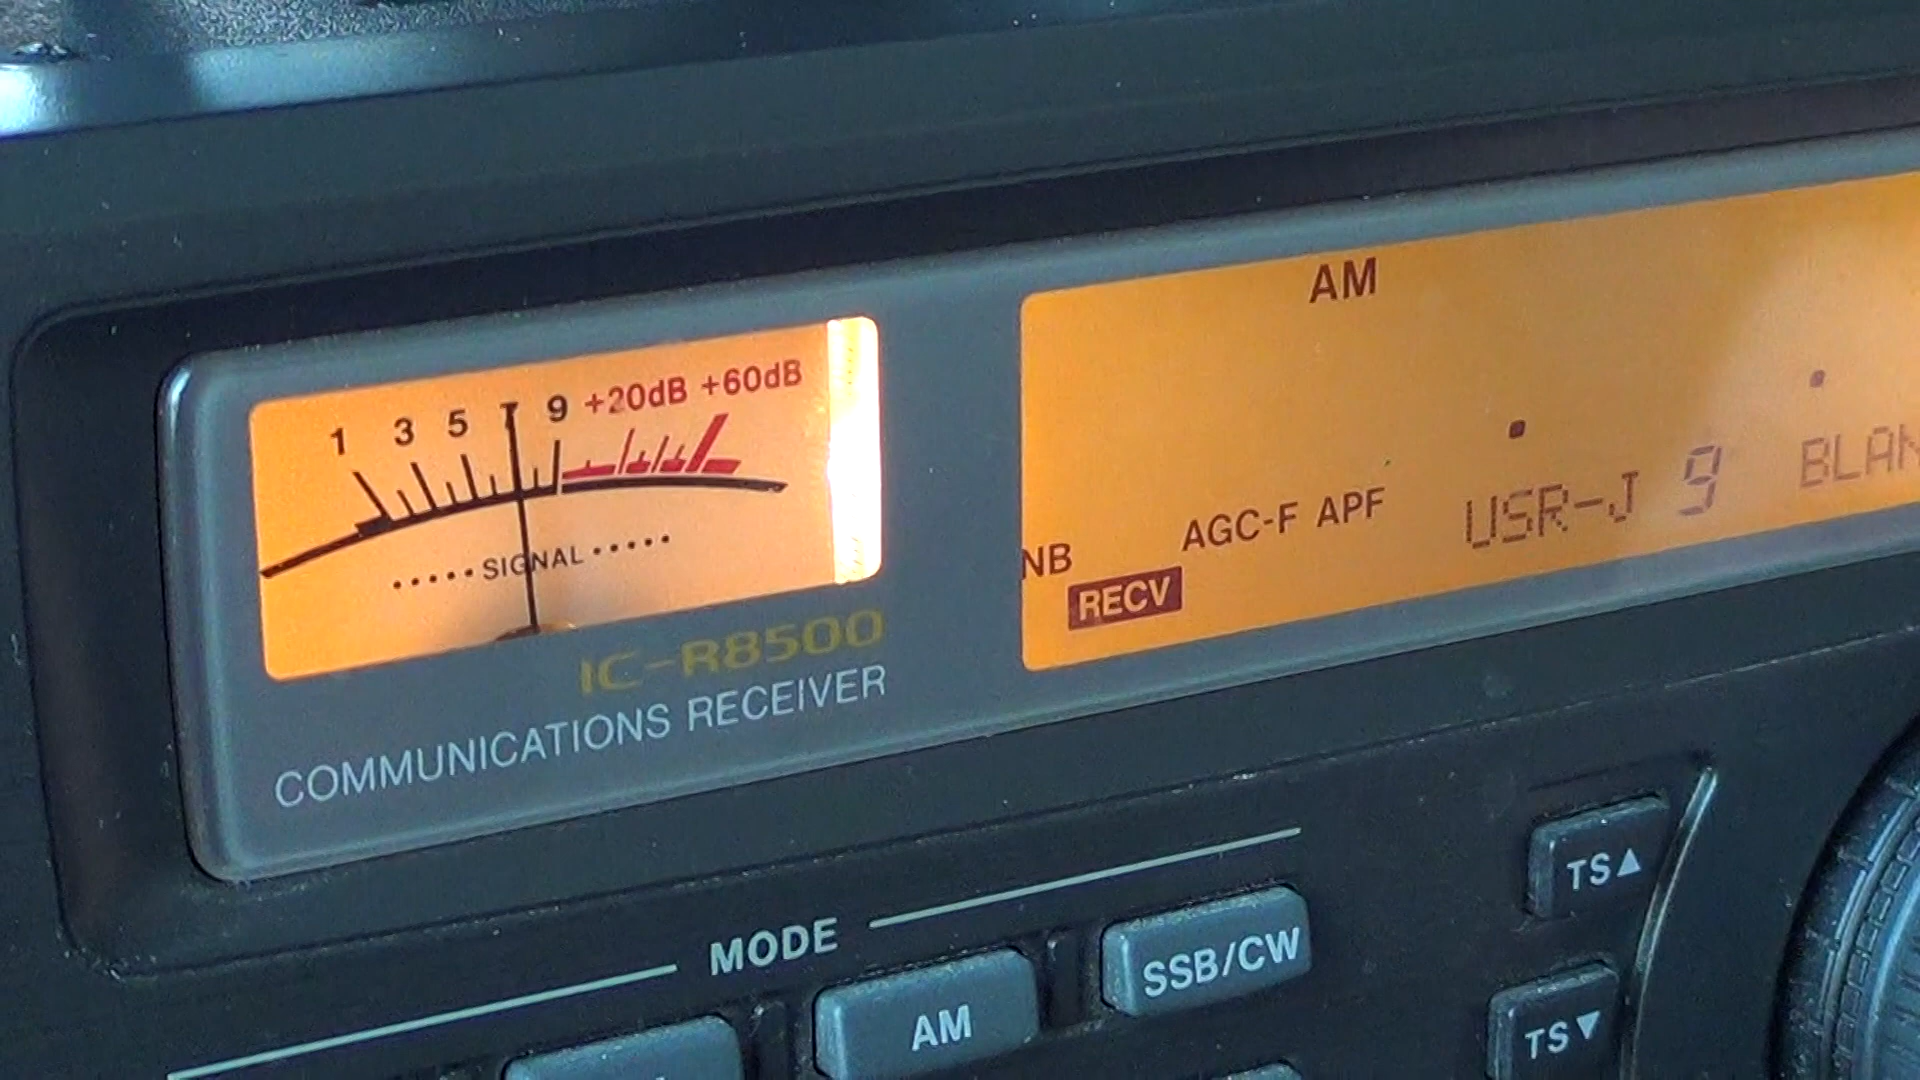 1 3 5 7 9 +20dB +60dB
SIGNAL
IC-R8500
COMMUNICATIONS RECEIVER
AM
NB AGC-F APF USR-J 9 BLAN
RECV
MODE
AM SSB/CW
TS▲
TS▼